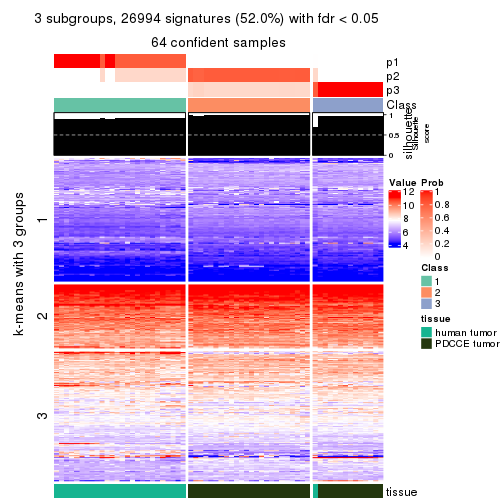 3 subgroups, 26994 signatures (52.0%) with fdr < 0.05
64 confident samples
p1
p2
p3
Class
silhouette
Silhouette
score
1
0.5
0
k-means with 3 groups
1
2
3
Value
12
10
8
6
4
Prob
1
0.8
0.6
0.4
0.2
0
Class
1
2
3
tissue
human tumor
PDCCE tumor
tissue